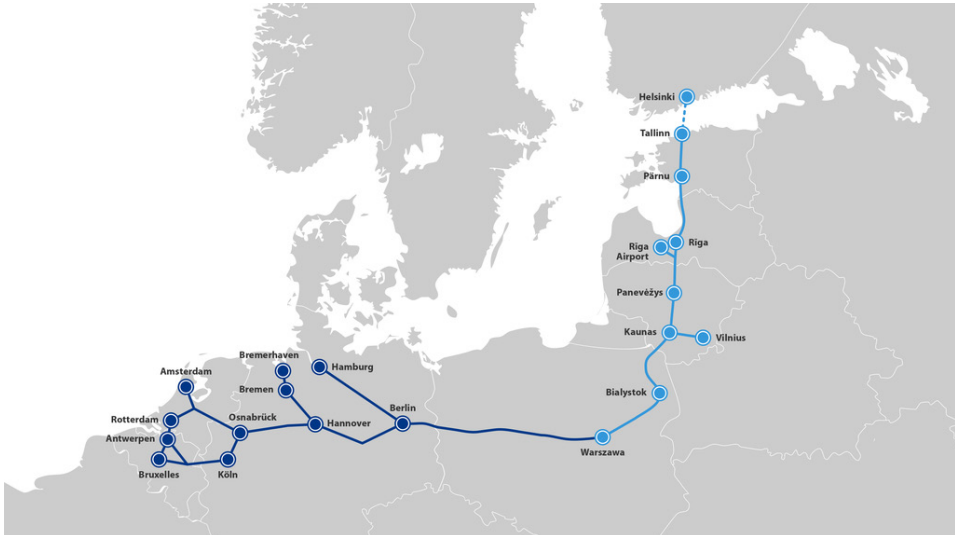 Helsinki
Tallinn
Pärnu
Rīga
Rīga
Airport
Panevėžys
Kaunas
Vilnius
Bremerhaven
Hamburg
Amsterdam
Bremen
Bialystok
Berlin
Rotterdam
Osnabrück
Hannover
Antwerpen
Warszawa
Bruxelles
Köln